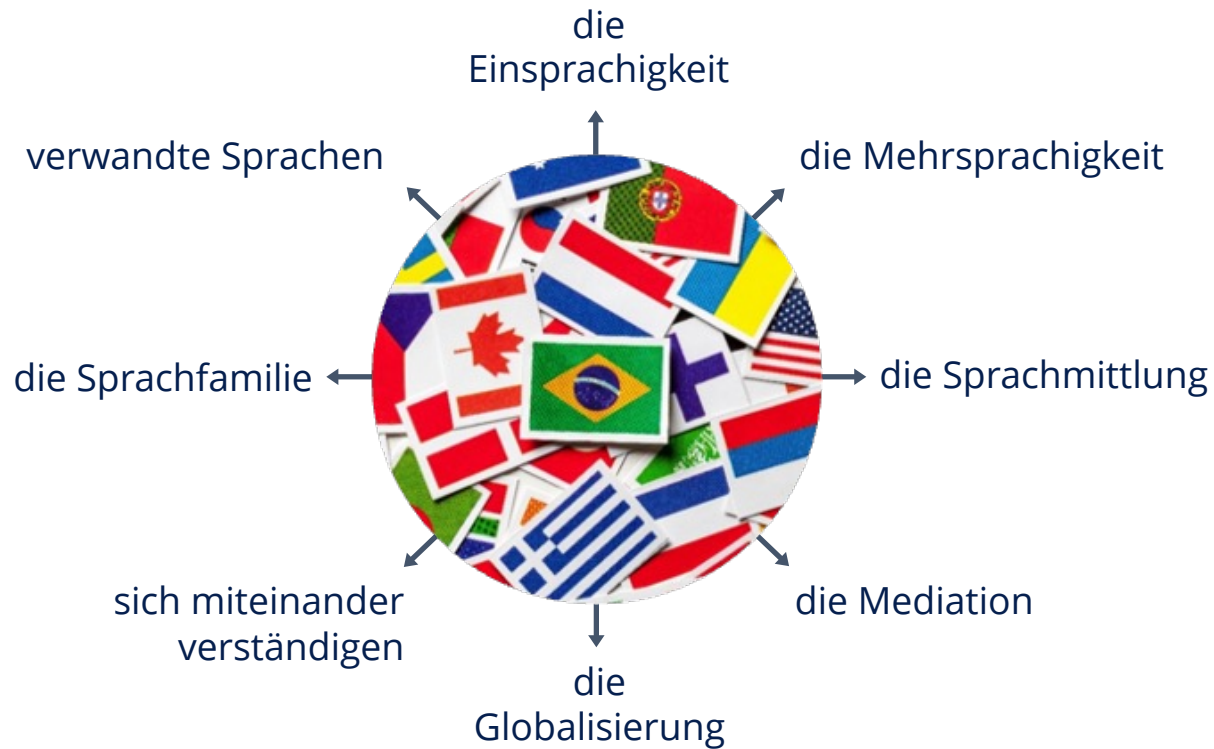 die
Einsprachigkeit
verwandte Sprachen
die Mehrsprachigkeit
die Sprachfamilie
die Sprachmittlung
sich miteinander
verständigen
die Mediation
die
Globalisierung